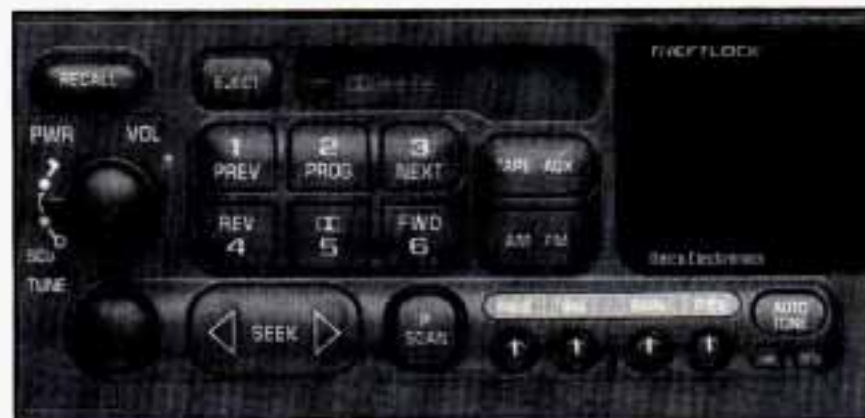 THEFTLOCK
RECALL
EJECT
PWR VOL
1 PREV
2 PROG
3 NEXT
TAPE AUX
REV 4
5
FWD 6
AM FM
Delco Electronics
SCV
TUNE
SEEK
P SCAN
AUTO TONE